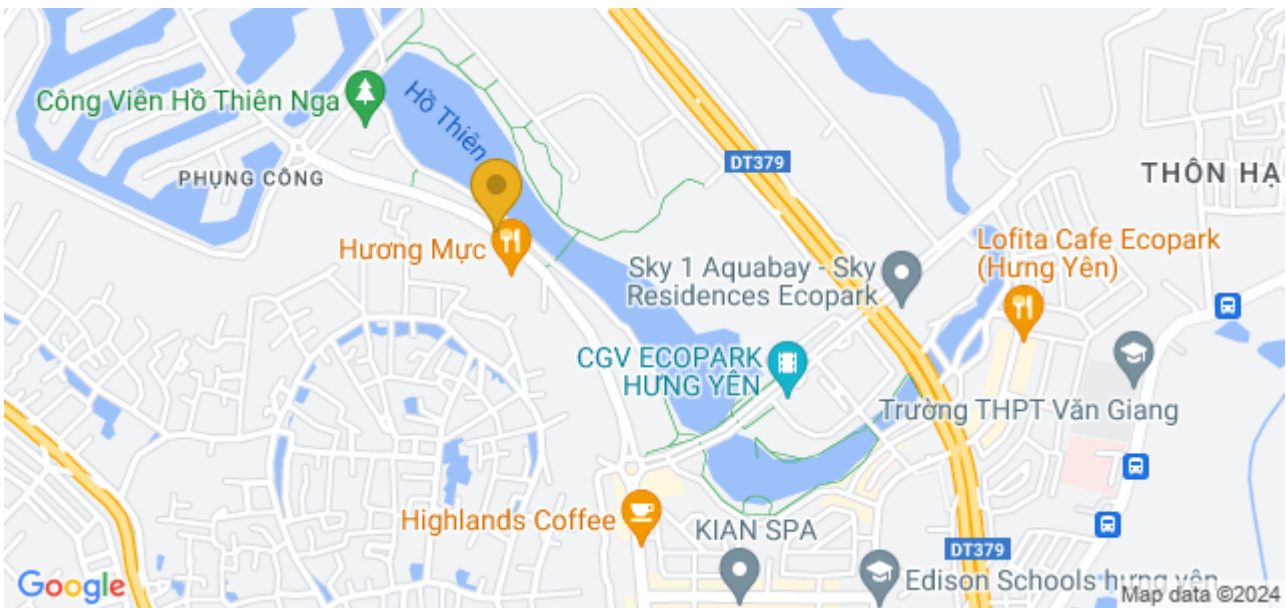 Công Viên Hồ Thiên Nga
Hồ Thiên
PHỤNG CÔNG
DT379
THÔN HẠ
Hương Mực
Lofita Cafe Ecopark
(Hưng Yên)
Sky 1 Aquabay - Sky
Residences Ecopark
CGV ECOPARK
HƯNG YÊN
Trường THPT Văn Giang
Highlands Coffee
KIAN SPA
DT379
Edison Schools hưng yên
Google
Map data ©2024